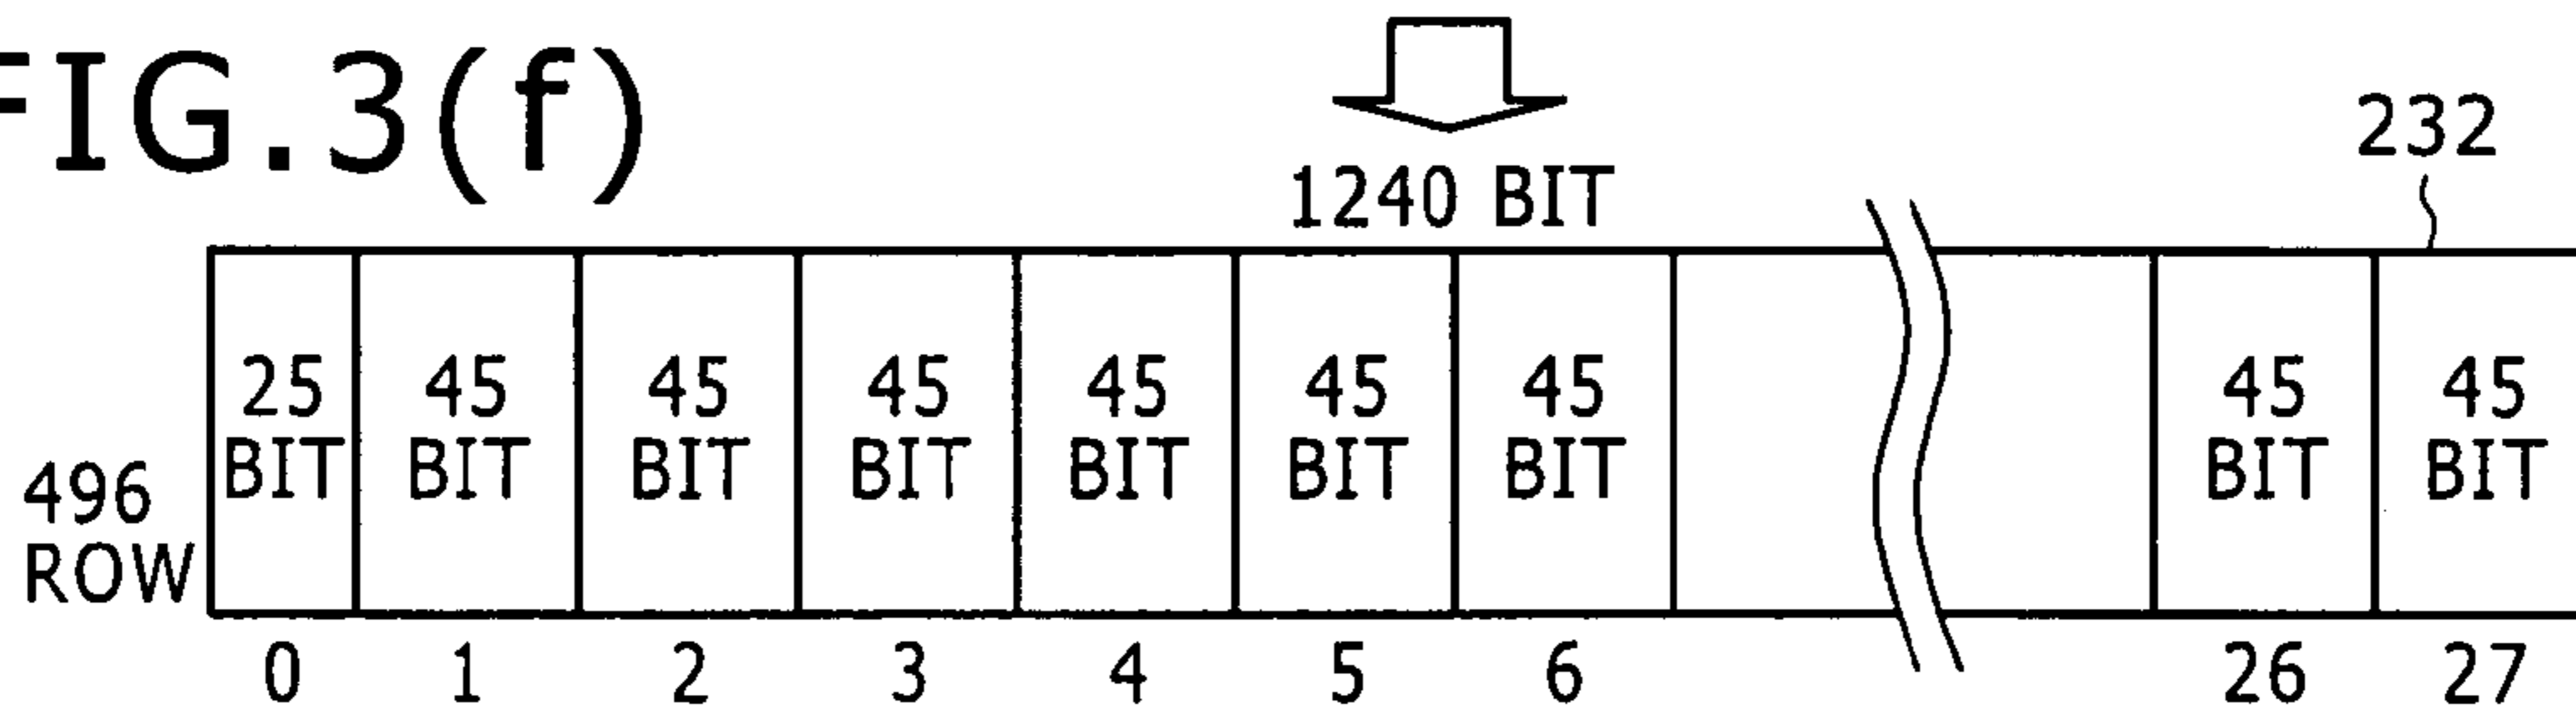 FIG.3(f)
1240 BIT
232
25 45 45 45 45 45 45 45 45
BIT BIT BIT BIT BIT BIT BIT BIT BIT
496
ROW
0 1 2 3 4 5 6 26 27